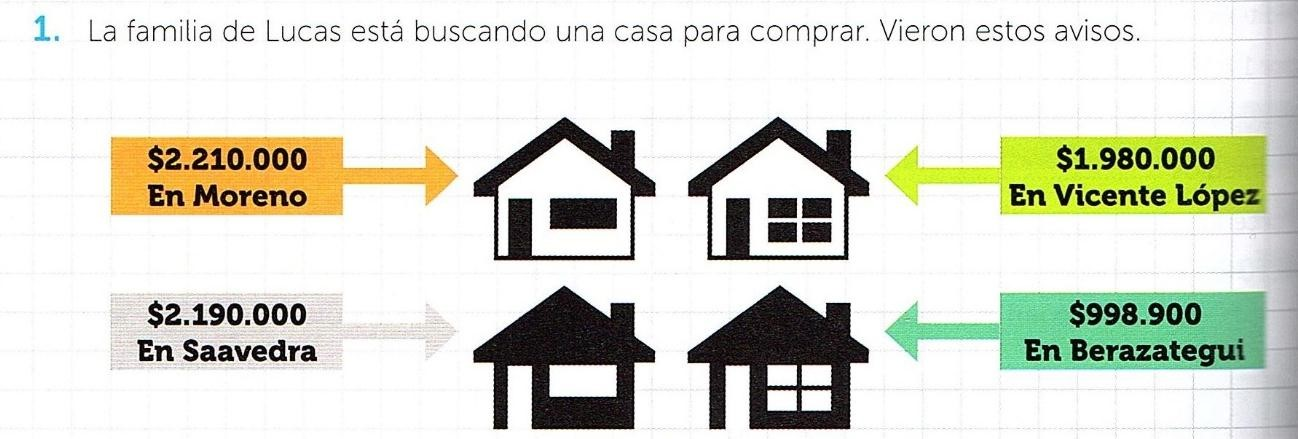 1. La familia de Lucas está buscando una casa para comprar. Vieron estos avisos.
$2.210.000
En Moreno
$1.980.000
En Vicente López
$2.190.000
En Saavedra
$998.900
En Berazategui